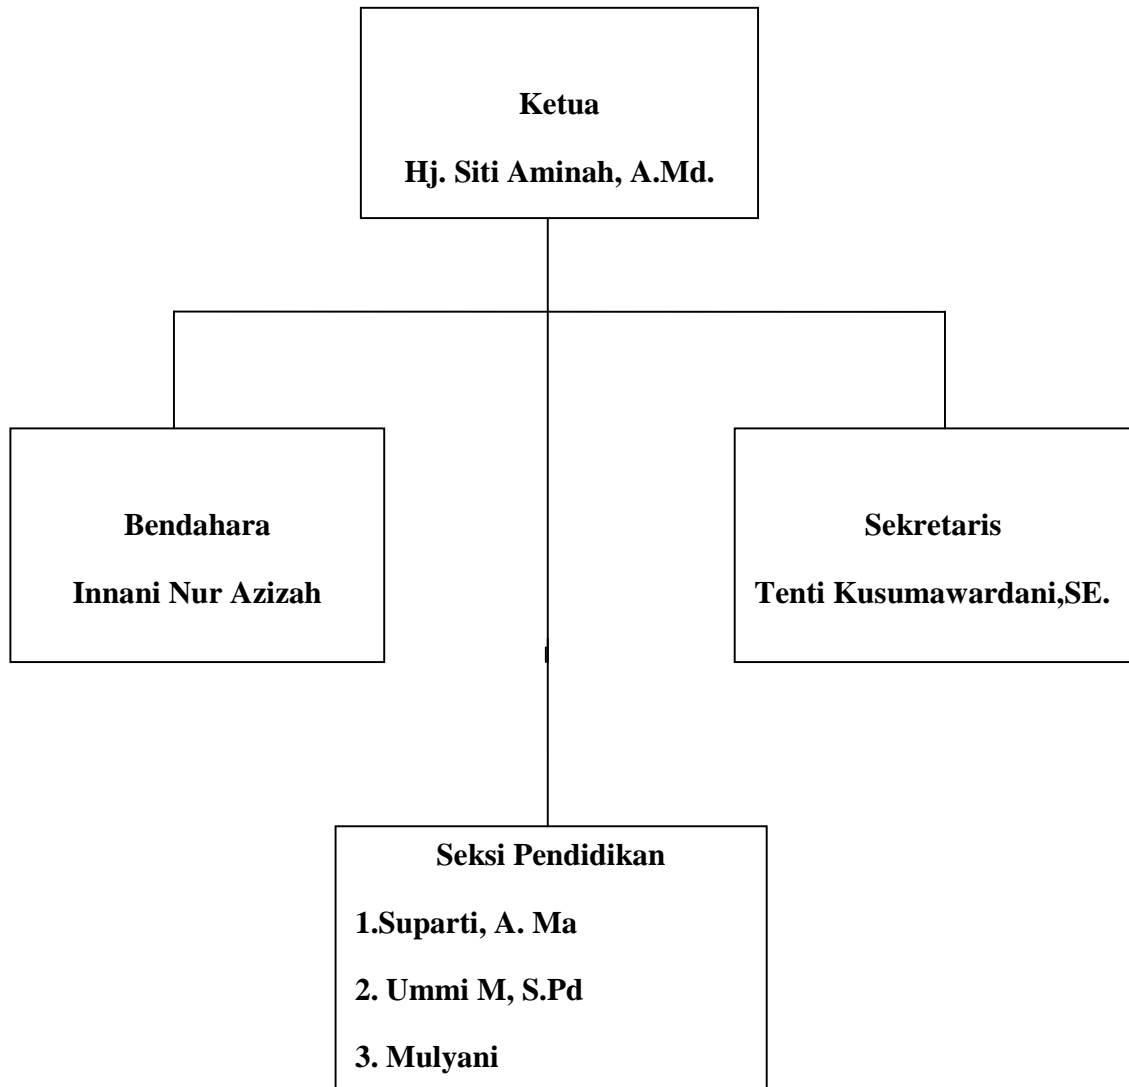 Ketua
Hj. Siti Aminah, A.Md.
Bendahara
Innani Nur Azizah
Sekretaris
Tenti Kusumawardani,SE.
Seksi Pendidikan
1.Suparti, A. Ma
2. Ummi M, S.Pd
3. Mulyani